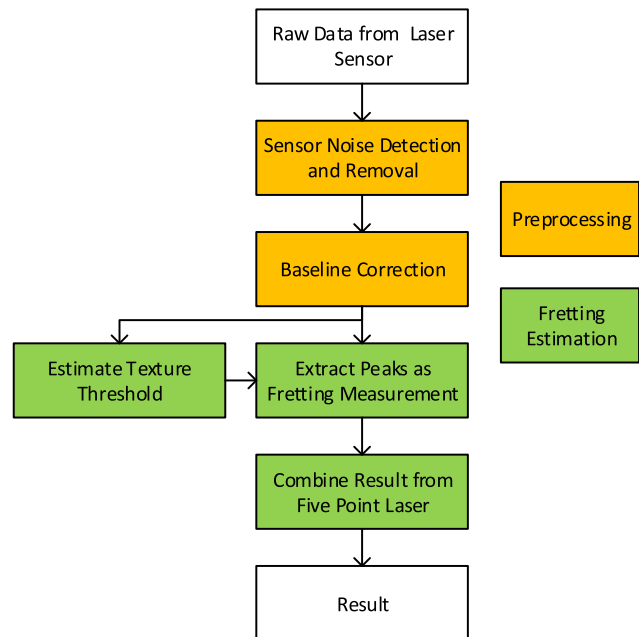 Raw Data from Laser
Sensor
Sensor Noise Detection
and Removal
Preprocessing
Baseline Correction
Fretting
Estimation
Estimate Texture
Threshold
Extract Peaks as
Fretting Measurement
Combine Result from
Five Point Laser
Result